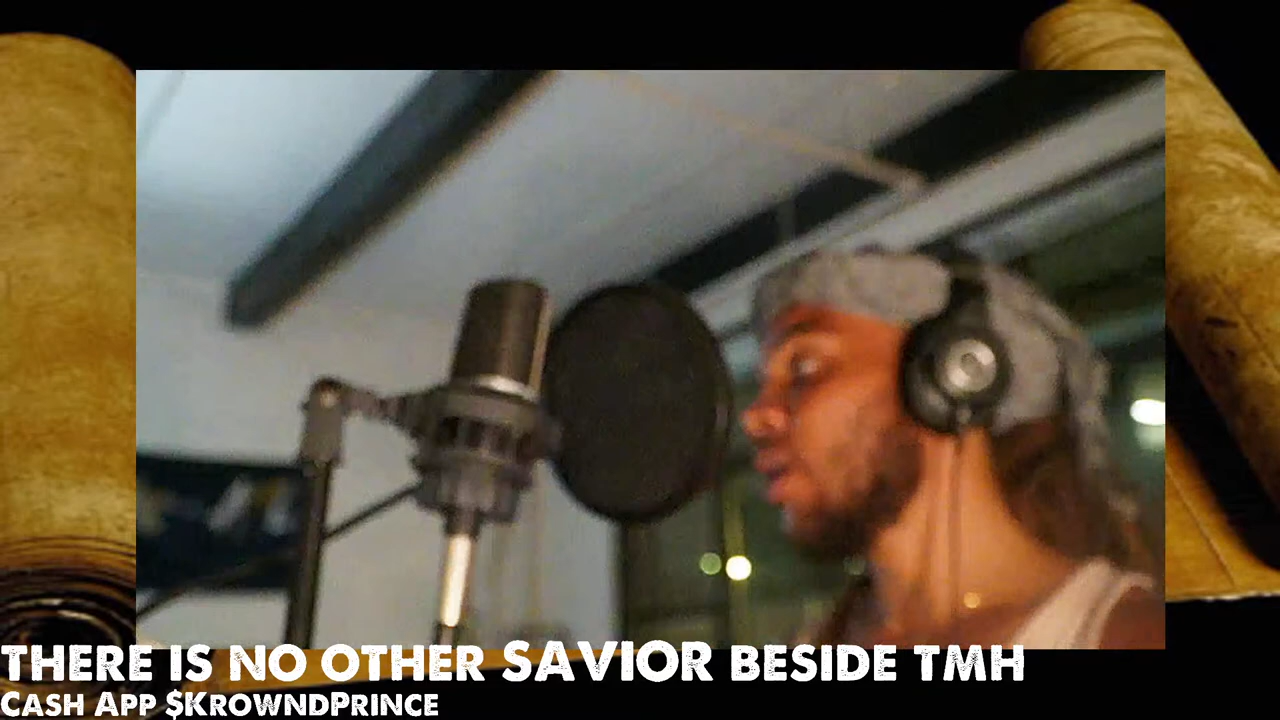 THERE IS NO OTHER SAVIOR BESIDE TMH
CASH APP $KROWNDPRINCE